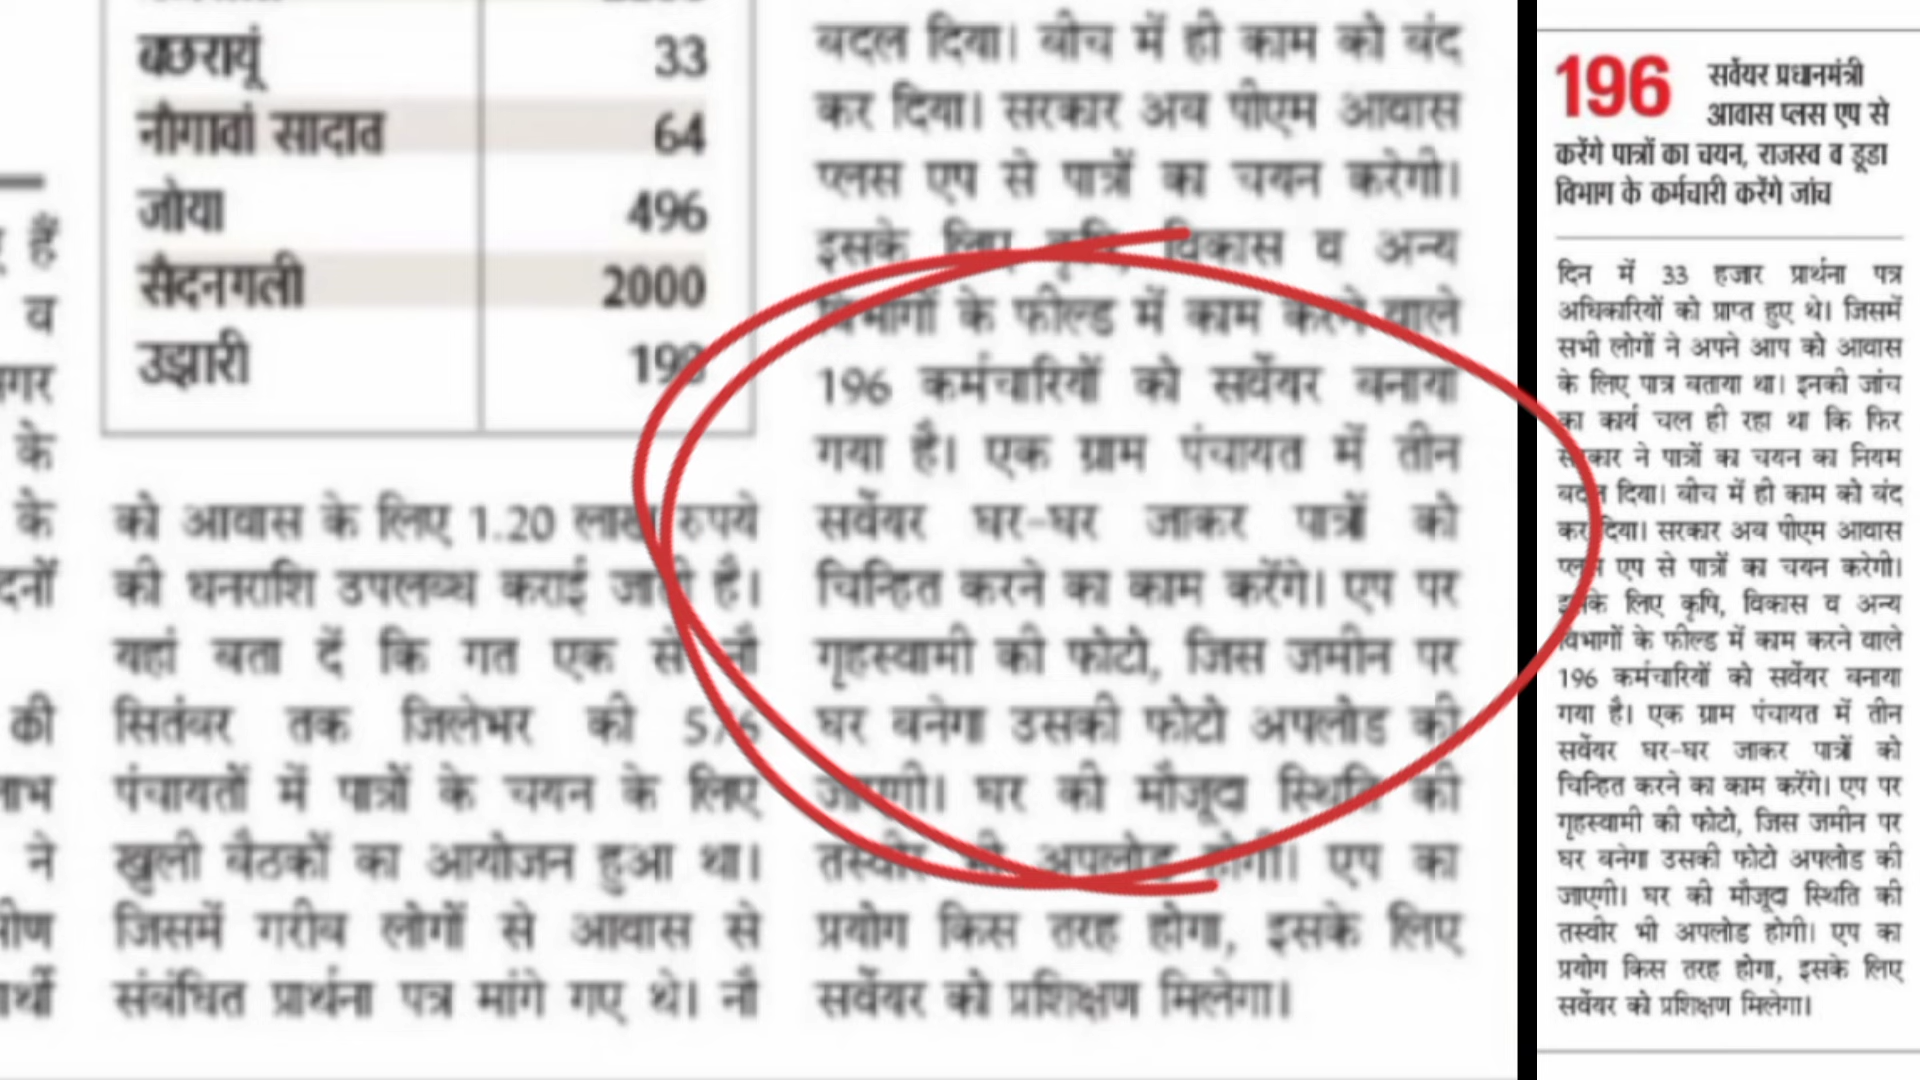 बछरायूं 33
नौगावां सादात 64
जोया 496
सैदनगली 2000
उझारी
हैं
व
के
के
की
ने
को आवास के लिए 1.20 लाख रुपये
की धनराशि उपलब्ध कराई जाती है।
यहां बता दें कि गत एक से नौ
सितंबर तक जिलेभर की 576
पंचायतों में पात्रों के चयन के लिए
खुली बैठकों का आयोजन हुआ था।
जिसमें गरीब लोगों से आवास से
संबंधित प्रार्थना पत्र मांगे गए थे। नौ
बदल दिया। बीच में ही काम को बंद
कर दिया। सरकार अब पीएम आवास
प्लस एप से पात्रों का चयन करेगी।
इसके लिए कृषि, विकास व अन्य
विभागों के फील्ड में काम करने वाले
196 कर्मचारियों को सर्वेयर बनाया
गया है। एक ग्राम पंचायत में तीन
सर्वेयर घर-घर जाकर पात्रों को
चिन्हित करने का काम करेंगे। एप पर
गृहस्वामी की फोटो, जिस जमीन पर
घर बनेगा उसकी फोटो अपलोड की
जाएगी। घर की मौजूदा स्थिति की
तस्वीर भी अपलोड होगी। एप का
प्रयोग किस तरह होगा, इसके लिए
सर्वेयर को प्रशिक्षण मिलेगा।
196 सर्वेयर प्रधानमंत्री
आवास प्लस एप से
करेंगे पात्रों का चयन, राजस्व व डूडा
विभाग के कर्मचारी करेंगे जांच
दिन में 33 हजार प्रार्थना पत्र
अधिकारियों को प्राप्त हुए थे। जिसमें
सभी लोगों ने अपने आप को आवास
के लिए पात्र बताया था। इनकी जांच
का कार्य चल ही रहा था कि फिर
सरकार ने पात्रों का चयन का नियम
बदल दिया। बीच में ही काम को बंद
कर दिया। सरकार अब पीएम आवास
प्लस एप से पात्रों का चयन करेगी।
इसके लिए कृषि, विकास व अन्य
विभागों के फील्ड में काम करने वाले
196 कर्मचारियों को सर्वेयर बनाया
गया है। एक ग्राम पंचायत में तीन
सर्वेयर घर-घर जाकर पात्रों को
चिन्हित करने का काम करेंगे। एप पर
गृहस्वामी की फोटो, जिस जमीन पर
घर बनेगा उसकी फोटो अपलोड की
जाएगी। घर की मौजूदा स्थिति की
तस्वीर भी अपलोड होगी। एप का
प्रयोग किस तरह होगा, इसके लिए
सर्वेयर को प्रशिक्षण मिलेगा।